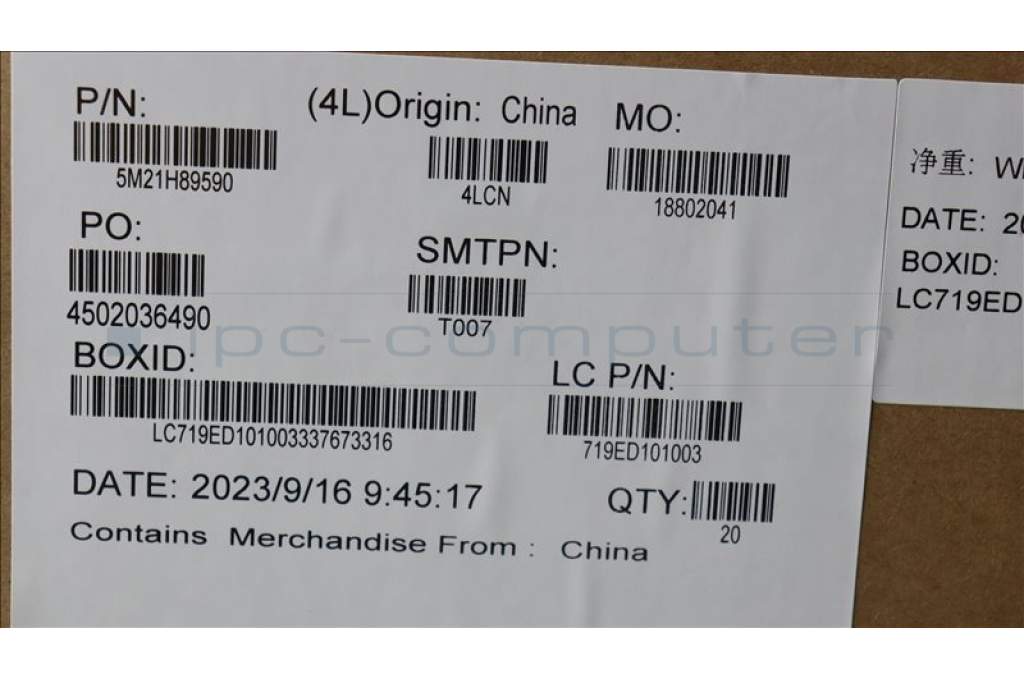 P/N:
5M21H89590
(4L)Origin: China
4LCN
MO:
18802041
PO:
4502036490
SMTPN:
T007
BOXID:
LC719ED101003337673316
LC P/N:
719ED101003
DATE: 2023/9/16 9:45:17
QTY:
20
Contains Merchandise From : China
净重:
DATE: 20
BOXID:
LC719ED
ipc-computer